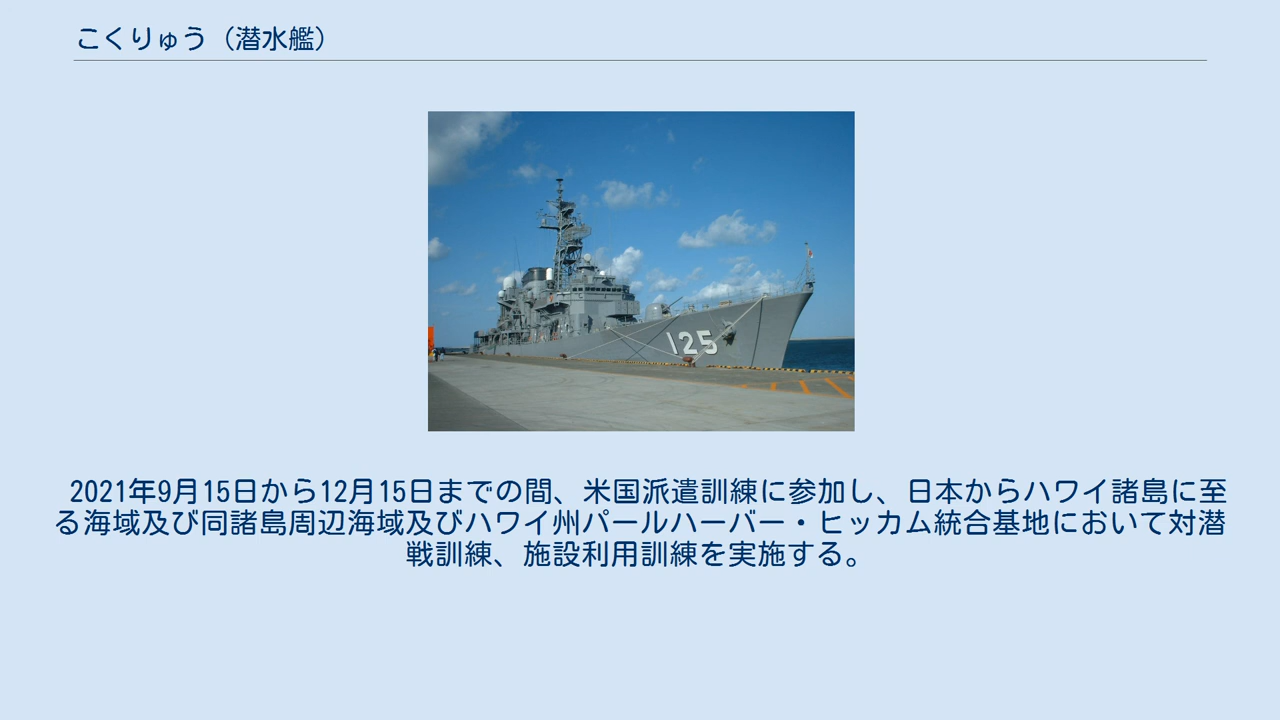 こくりゅう（潜水艦）
125
2021年9月15日から12月15日までの間、米国派遣訓練に参加し、日本からハワイ諸島に至
る海域及び同諸島周辺海域及びハワイ州パールハーバー・ヒッカム統合基地において対潜
戦訓練、施設利用訓練を実施する。